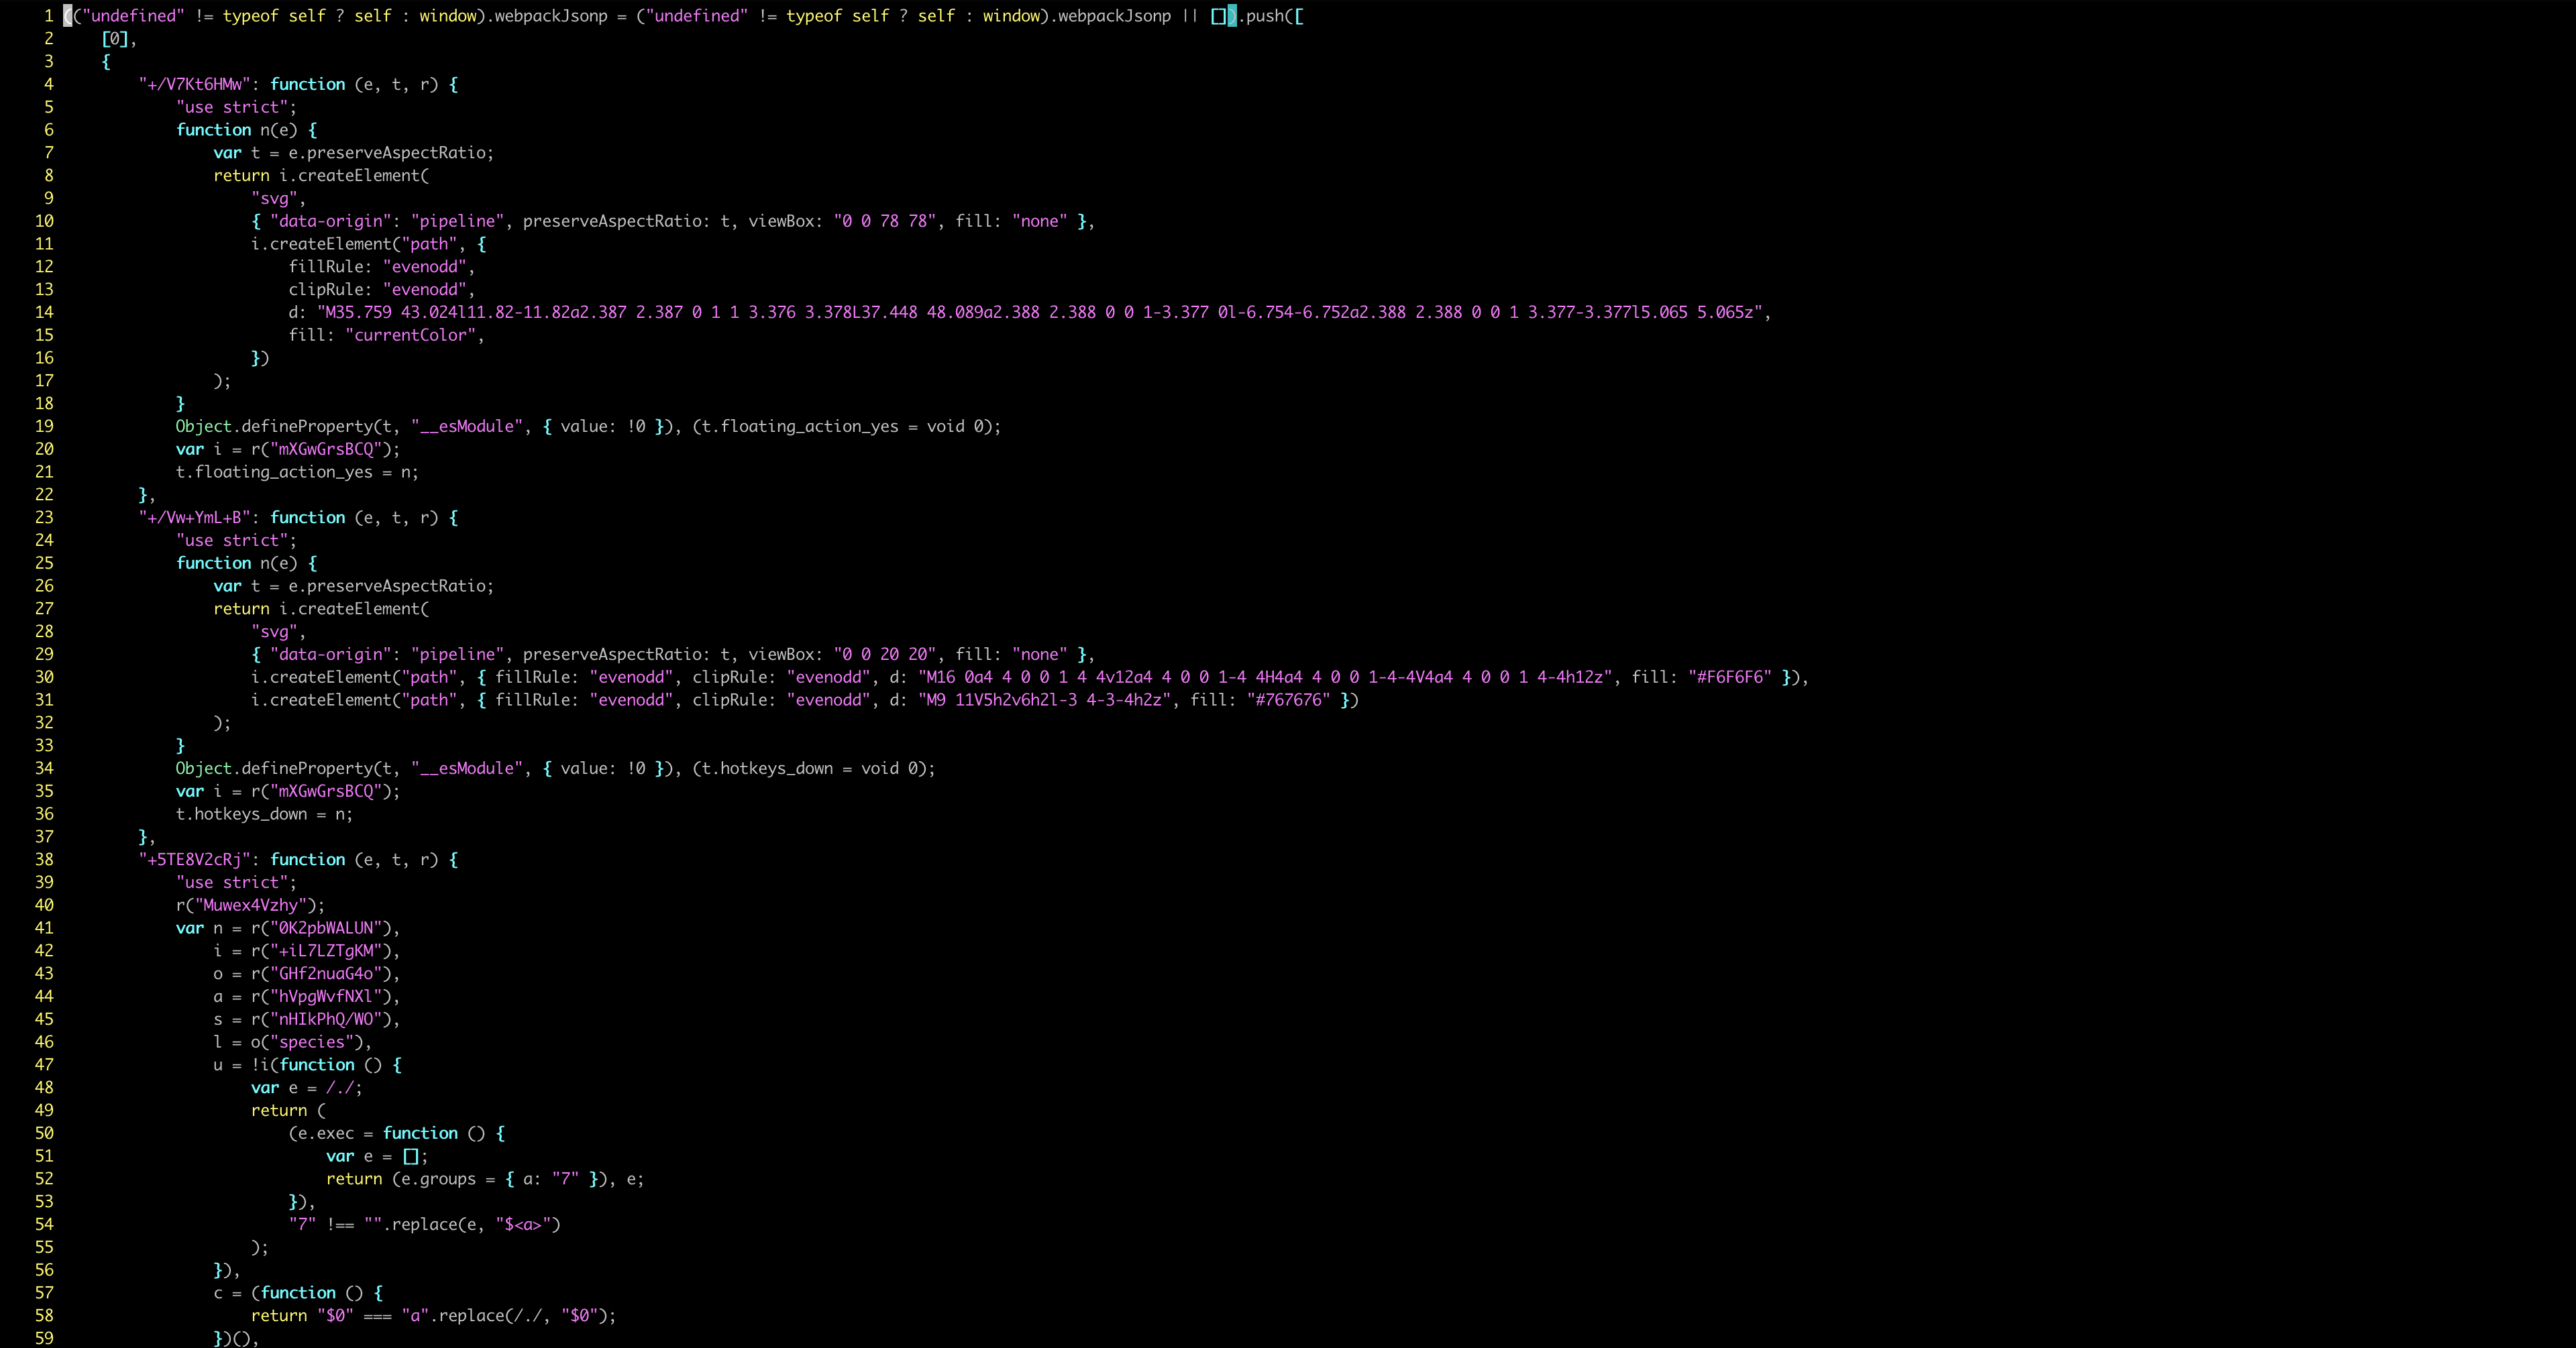 1 (("undefined" != typeof self ? self : window).webpackJsonp = ("undefined" != typeof self ? self : window).webpackJsonp || []).push([
2     [0],
3     {
4         "+/V7Kt6HMw": function (e, t, r) {
5             "use strict";
6             function n(e) {
7                 var t = e.preserveAspectRatio;
8                 return i.createElement(
9                     "svg",
10                     { "data-origin": "pipeline", preserveAspectRatio: t, viewBox: "0 0 78 78", fill: "none" },
11                     i.createElement("path", {
12                         fillRule: "evenodd",
13                         clipRule: "evenodd",
14                         d: "M35.759 43.024l11.82-11.82a2.387 2.387 0 1 1 3.376 3.378L37.448 48.089a2.388 2.388 0 0 1-3.377 0l-6.754-6.752a2.388 2.388 0 0 1 3.377-3.377l5.065 5.065z",
15                         fill: "currentColor",
16                     })
17                 );
18             }
19             Object.defineProperty(t, "__esModule", { value: !0 }), (t.floating_action_yes = void 0);
20             var i = r("mXGwGrsBCQ");
21             t.floating_action_yes = n;
22         },
23         "+/Vw+YmL+B": function (e, t, r) {
24             "use strict";
25             function n(e) {
26                 var t = e.preserveAspectRatio;
27                 return i.createElement(
28                     "svg",
29                     { "data-origin": "pipeline", preserveAspectRatio: t, viewBox: "0 0 20 20", fill: "none" },
30                     i.createElement("path", { fillRule: "evenodd", clipRule: "evenodd", d: "M16 0a4 4 0 0 1 4 4v12a4 4 0 0 1-4 4H4a4 4 0 0 1-4-4V4a4 4 0 0 1 4-4h12z", fill: "#F6F6F6" }),
31                     i.createElement("path", { fillRule: "evenodd", clipRule: "evenodd", d: "M9 11V5h2v6h2l-3 4-3-4h2z", fill: "#767676" })
32                 );
33             }
34             Object.defineProperty(t, "__esModule", { value: !0 }), (t.hotkeys_down = void 0);
35             var i = r("mXGwGrsBCQ");
36             t.hotkeys_down = n;
37         },
38         "+5TE8V2cRj": function (e, t, r) {
39             "use strict";
40             r("Muwex4Vzhy");
41             var n = r("0K2pbWALUN"),
42                 i = r("+iL7LZTgKM"),
43                 o = r("GHf2nuaG4o"),
44                 a = r("hVpgWvfNXl"),
45                 s = r("nHIkPhQ/WO"),
46                 l = o("species"),
47                 u = !i(function () {
48                     var e = /./;
49                     return (
50                         (e.exec = function () {
51                             var e = [];
52                             return (e.groups = { a: "7" }), e;
53                         }),
54                         "7" !== "".replace(e, "$<a>")
55                     );
56                 }),
57                 c = (function () {
58                     return "$0" === "a".replace(/./, "$0");
59                 })(),